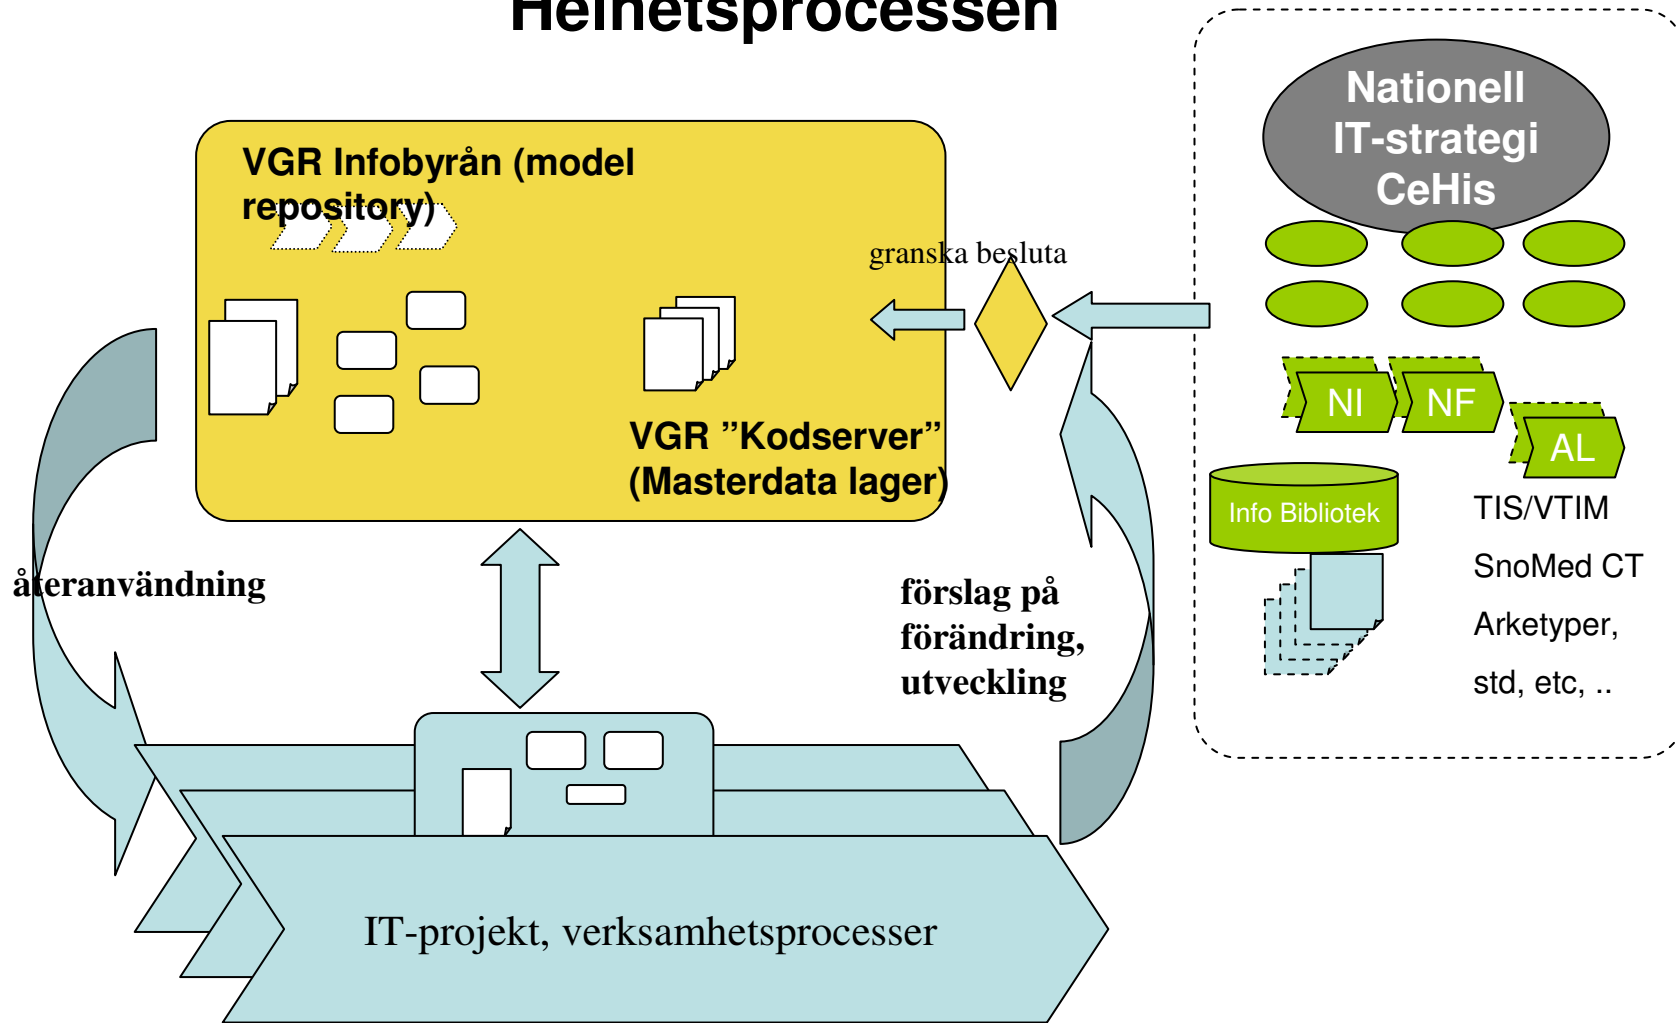 Helhetsprocessen
VGR Infobyrån (model
repository)
granska besluta
VGR ”Kodserver”
(Masterdata lager)
återanvändning
förslag på
förändring,
utveckling
IT-projekt, verksamhetsprocesser
Nationell
IT-strategi
CeHis
NI
NF
AL
Info Bibliotek
TIS/VTIM
SnoMed CT
Arketyper,
std, etc, ..